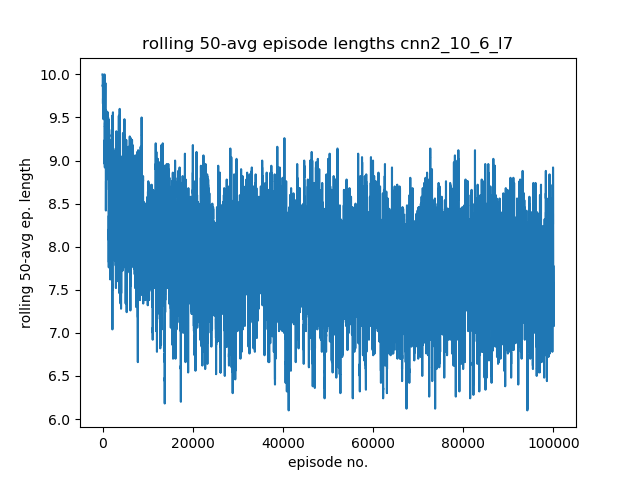 rolling 50-avg episode lengths cnn2_10_6_l7
10.0
9.5
9.0
8.5
8.0
7.5
7.0
6.5
6.0
rolling 50-avg ep. length
0 20000 40000 60000 80000 100000
episode no.